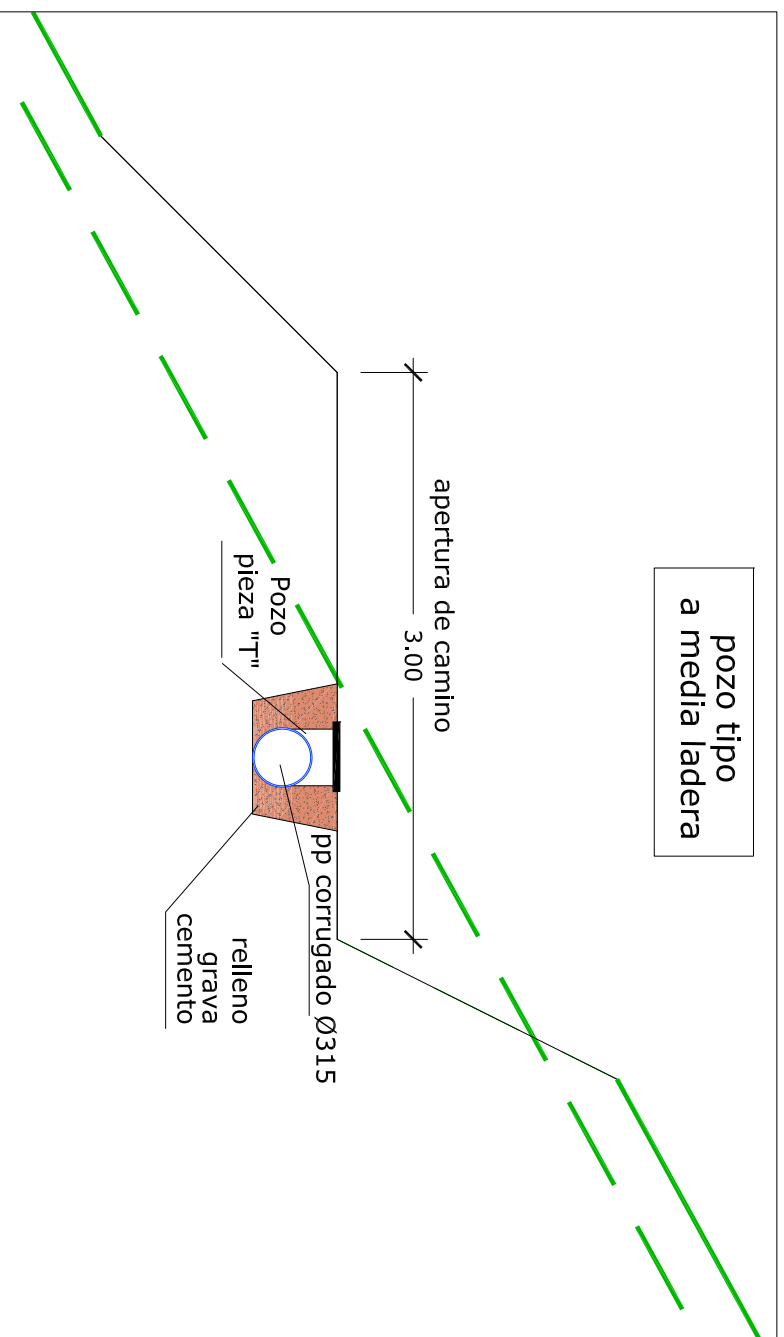 pozo tipo
a media ladera
apertura de camino
3.00
Pozo
pieza "T"
pp corrugado Ø315
relleno
grava
cemento